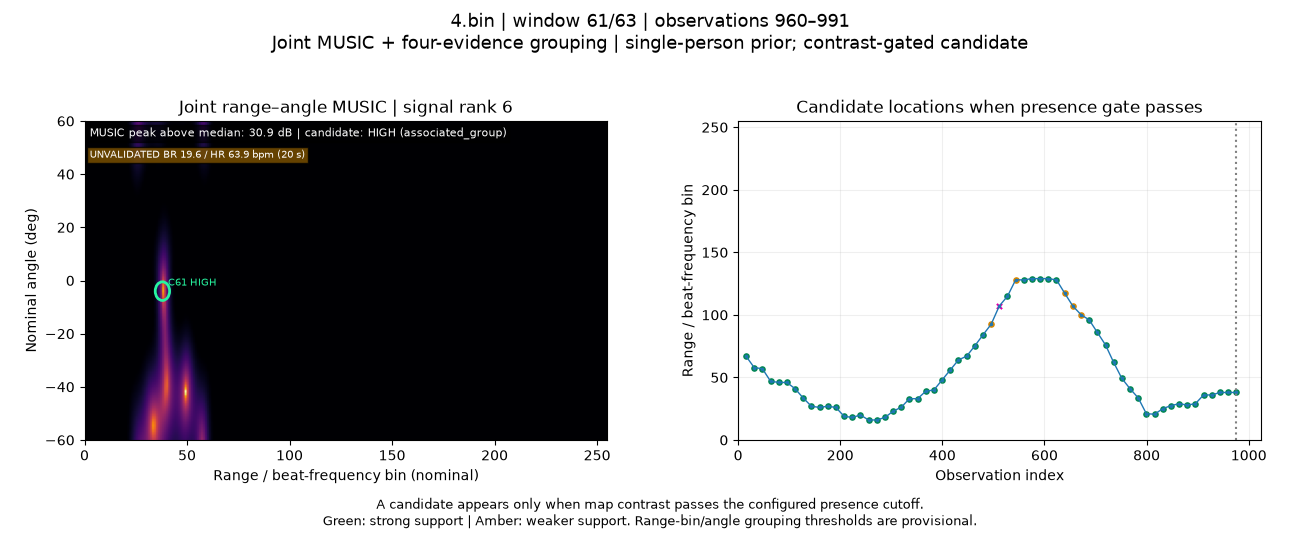 4.bin | window 61/63 | observations 960–991
Joint MUSIC + four-evidence grouping | single-person prior; contrast-gated candidate
Joint range–angle MUSIC | signal rank 6
MUSIC peak above median: 30.9 dB | candidate: HIGH (associated_group)
UNVALIDATED BR 19.6 / HR 63.9 bpm (20 s)
C61 HIGH
Nominal angle (deg)
60
40
20
0
−20
−40
−60
0
50
100
150
200
250
Range / beat-frequency bin (nominal)
Candidate locations when presence gate passes
Range / beat-frequency bin
250
200
150
100
50
0
0
200
400
600
800
1000
Observation index
A candidate appears only when map contrast passes the configured presence cutoff.
Green: strong support | Amber: weaker support. Range-bin/angle grouping thresholds are provisional.